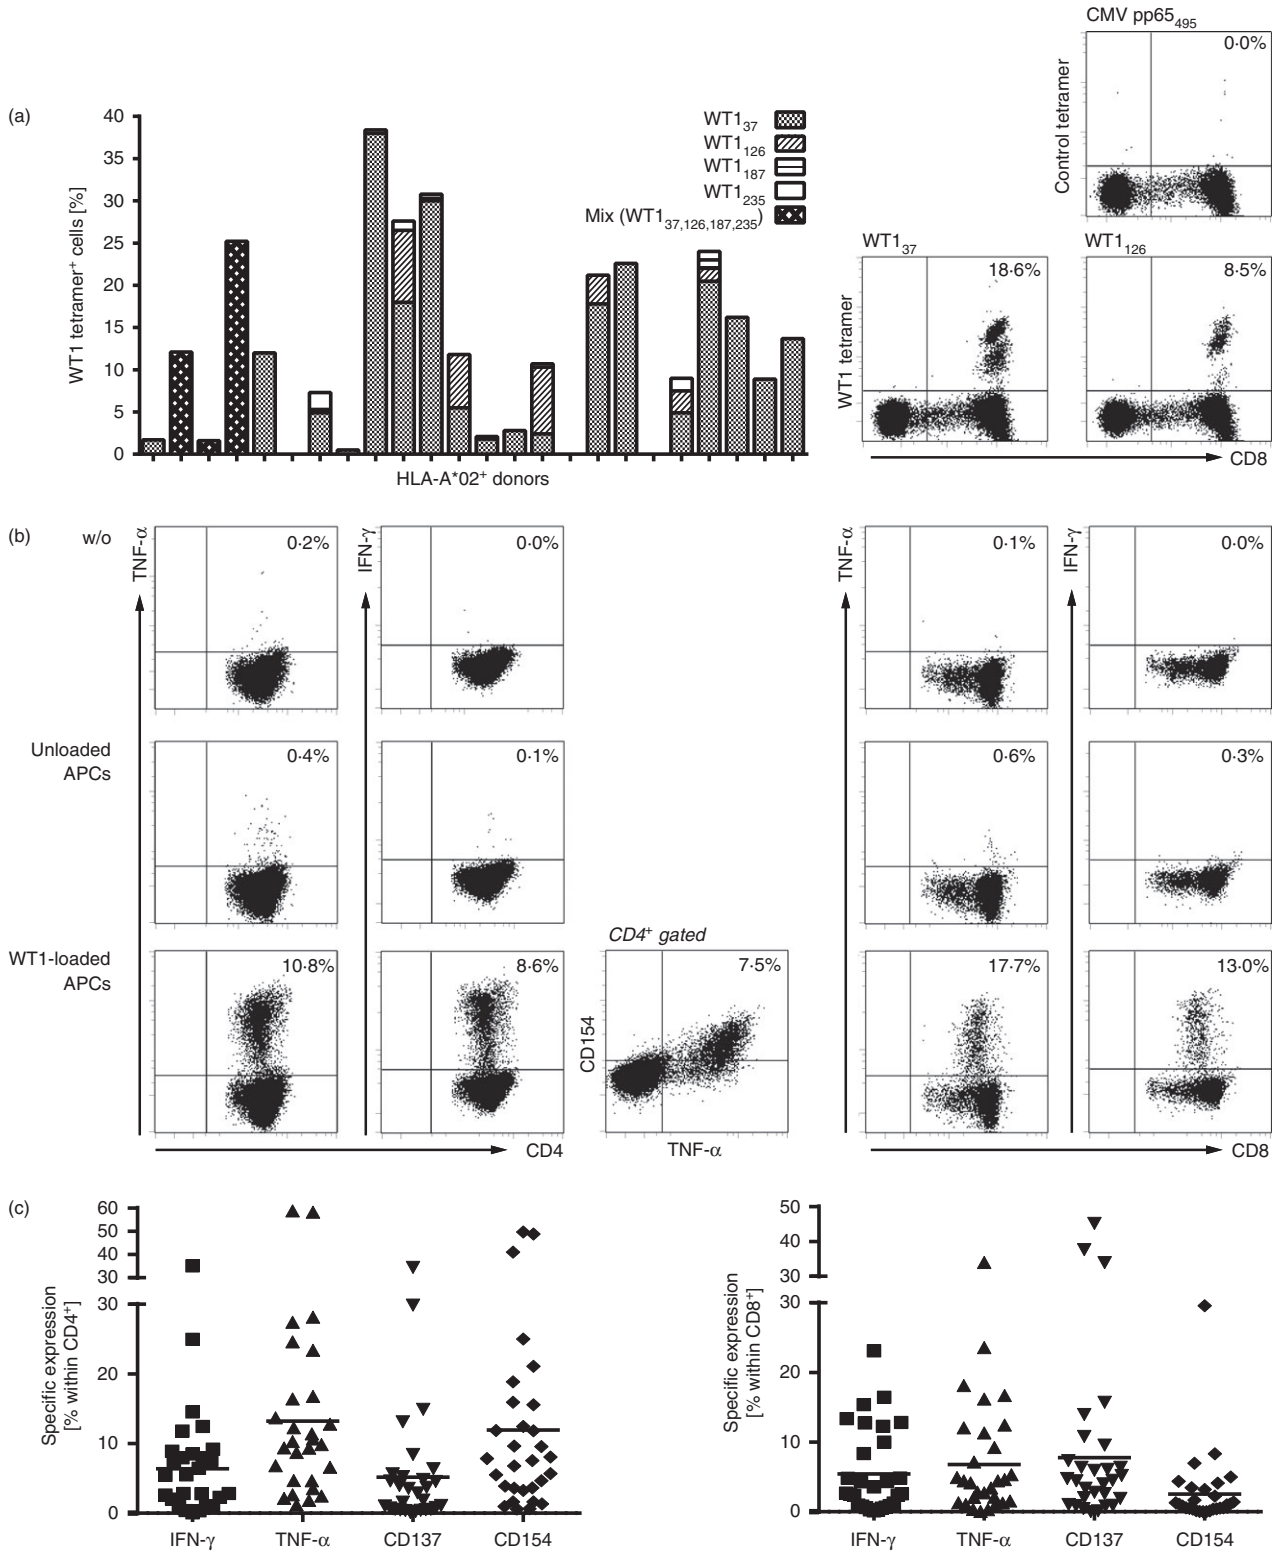 (a)
WT1 tetramer⁺ cells [%]
40
35
30
25
20
15
10
5
0
HLA-A*02⁺ donors
WT1₃₇
WT1₁₂₆
WT1₁₈₇
WT1₂₃₅
Mix (WT1₃₇,₁₂₆,₁₈₇,₂₃₅)
CMV pp65₄₉₅
0·0%
Control tetramer
WT1₃₇
18·6%
WT1₁₂₆
8·5%
WT1 tetramer
CD8
(b)
w/o
TNF-α
0·2%
IFN-γ
0·0%
TNF-α
0·1%
IFN-γ
0·0%
Unloaded
APCs
0·4%
0·1%
0·6%
0·3%
WT1-loaded
APCs
10·8%
8·6%
CD4⁺ gated
7·5%
CD154
TNF-α
17·7%
13·0%
CD4
CD8
(c)
Specific expression
[% within CD4⁺]
60
50
40
30
30
20
10
0
IFN-γ
TNF-α
CD137
CD154
Specific expression
[% within CD8⁺]
50
40
30
30
20
10
0
IFN-γ
TNF-α
CD137
CD154